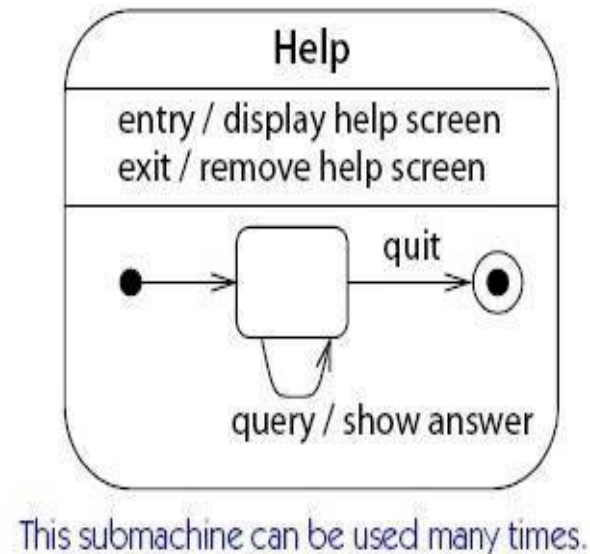 Help
entry / display help screen
exit / remove help screen
quit
query / show answer
This submachine can be used many times.